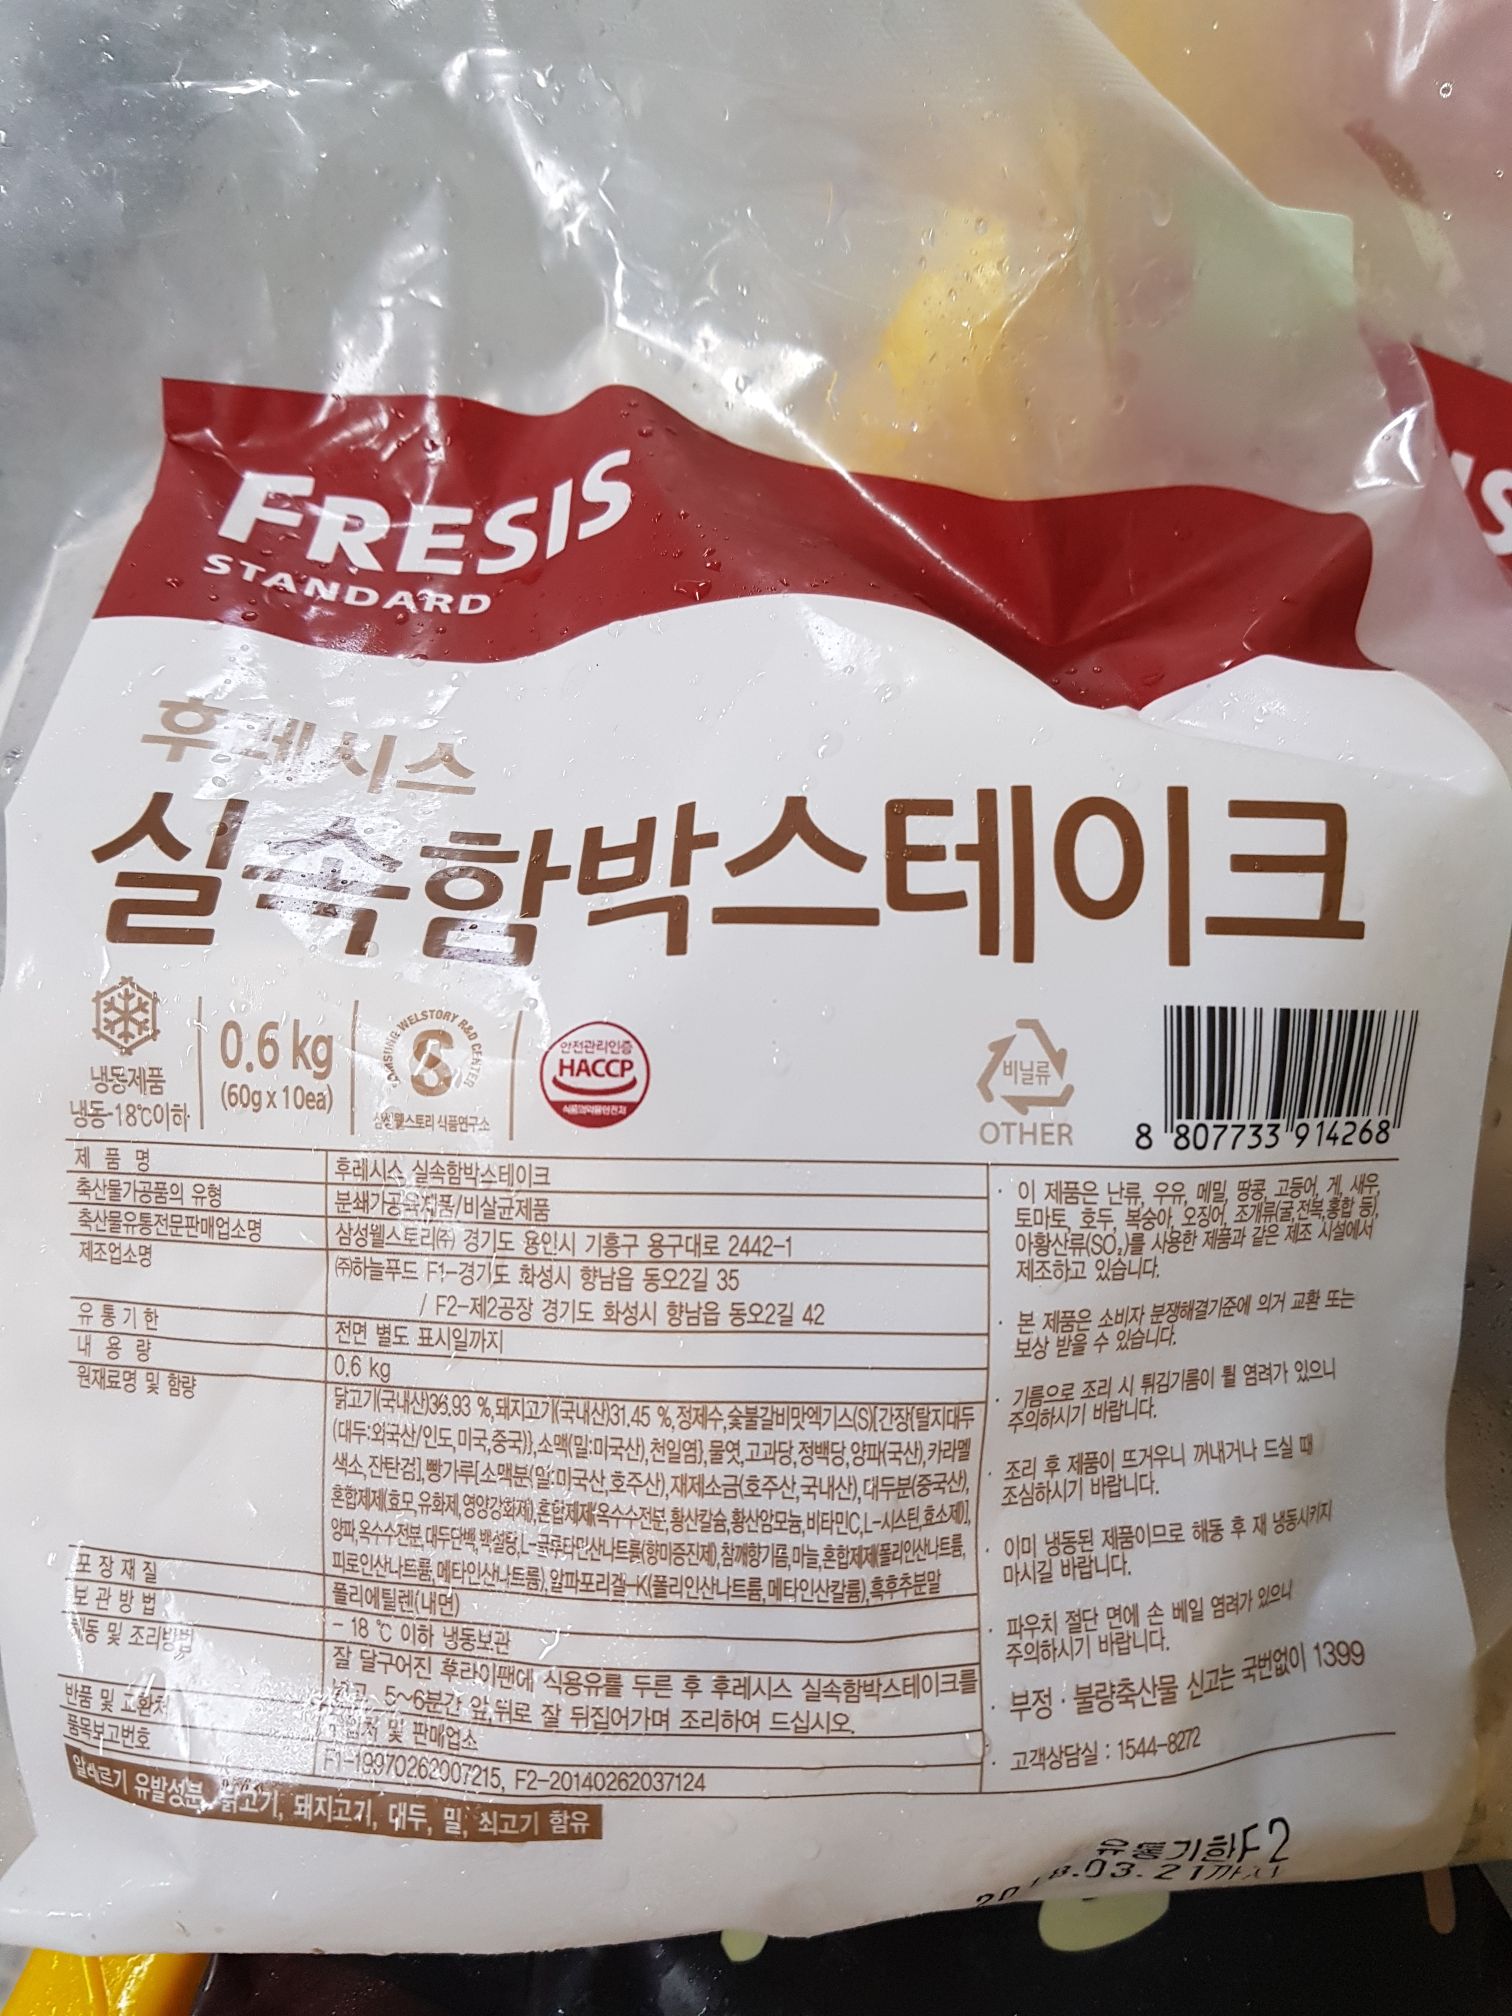 FRESIS
STANDARD
후레시스
실속함박스테이크
냉동제품
냉동-18℃이하
0.6 kg
(60g x 10ea)
SAMSUNG WELSTORY R&D CENTER
삼성웰스토리 식품연구소
안전관리인증
HACCP
식품의약품안전처
비닐류
OTHER
8 807733 914268
제 품 명 후레시스 실속함박스테이크
축산물가공품의 유형 분쇄가공육제품/비살균제품
축산물유통전문판매업소명 삼성웰스토리㈜ 경기도 용인시 기흥구 용구대로 2442-1
제조업소명 ㈜하늘푸드 F1-경기도 화성시 향남읍 동오2길 35
/ F2-제2공장 경기도 화성시 향남읍 동오2길 42
유 통 기 한 전면 별도 표시일까지
내 용 량 0.6 kg
원재료명 및 함량 닭고기(국내산)36.93 %,돼지고기(국내산)31.45 %,정제수,숯불갈비맛엑기스(S)[간장{탈지대두
(대두:외국산/인도,미국,중국)},소맥(밀:미국산),천일염},물엿,고과당,정백당,양파(국산),카라멜
색소,잔탄검],빵가루[소맥분(밀:미국산,호주산),재제소금(호주산,국내산),대두분(중국산),
혼합제제(효모,유화제,영양강화제),혼합제제(옥수수전분,황산칼슘,황산암모늄,비타민C,L-시스틴,효소제)],
양파,옥수수전분,대두단백,백설탕,L-글루타민산나트륨(향미증진제),참깨향기름,마늘,혼합제제(폴리인산나트륨,
피로인산나트륨,메타인산나트륨),알파포리겔-K(폴리인산나트륨,메타인산칼륨),흑후추분말
포 장 재 질 폴리에틸렌(내면)
보 관 방 법 - 18 ℃ 이하 냉동보관
해동 및 조리방법 잘 달구어진 후라이팬에 식용유를 두른 후 후레시스 실속함박스테이크를
넣고, 5~6분간 앞,뒤로 잘 뒤집어가며 조리하여 드십시오.
반품 및 교환처 구입처 및 판매업소
품목보고번호 F1-19970262007215, F2-20140262037124
알레르기 유발성분 닭고기, 돼지고기, 대두, 밀, 쇠고기 함유
· 이 제품은 난류, 우유, 메밀, 땅콩, 고등어, 게, 새우,
토마토, 호두, 복숭아, 오징어, 조개류(굴,전복,홍합 등),
아황산류(SO₂)를 사용한 제품과 같은 제조 시설에서
제조하고 있습니다.
· 본 제품은 소비자 분쟁해결기준에 의거 교환 또는
보상 받을 수 있습니다.
· 기름으로 조리 시 튀김기름이 튈 염려가 있으니
주의하시기 바랍니다.
· 조리 후 제품이 뜨거우니 꺼내거나 드실 때
조심하시기 바랍니다.
· 이미 냉동된 제품이므로 해동 후 재 냉동시키지
마시길 바랍니다.
· 파우치 절단 면에 손 베일 염려가 있으니
주의하시기 바랍니다.
· 부정 · 불량축산물 신고는 국번없이 1399
· 고객상담실 : 1544-8272
유통기한F2
2018.03.21까지